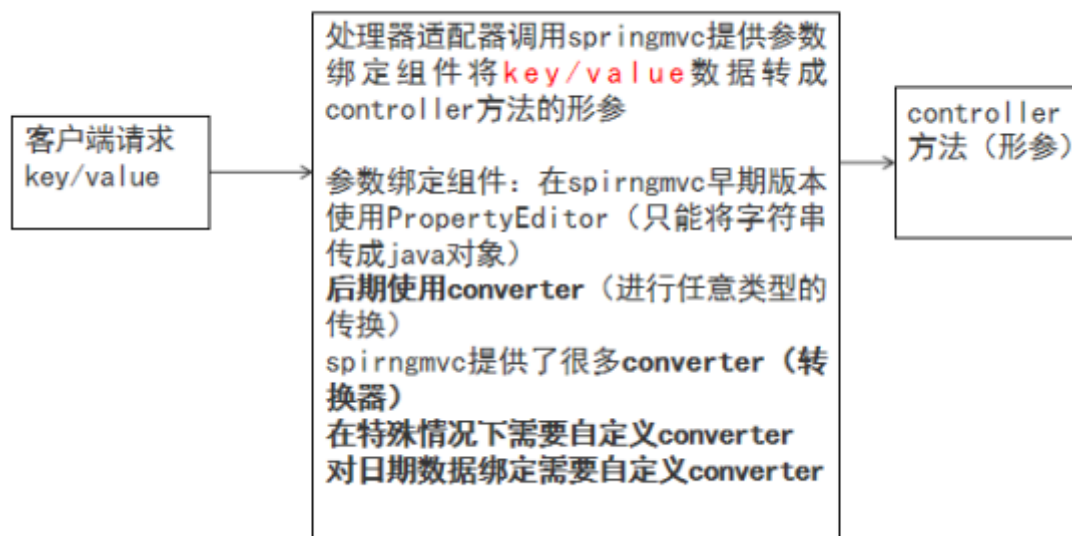 客户端请求
key/value
处理器适配器调用springmvc提供参数
绑定组件将key/value数据转成
controller方法的形参
参数绑定组件：在spirngmvc早期版本
使用PropertyEditor（只能将字符串
传成java对象）
后期使用converter（进行任意类型的
传换）
spirngmvc提供了很多converter（转
换器）
在特殊情况下需要自定义converter
对日期数据绑定需要自定义converter
controller
方法（形参）